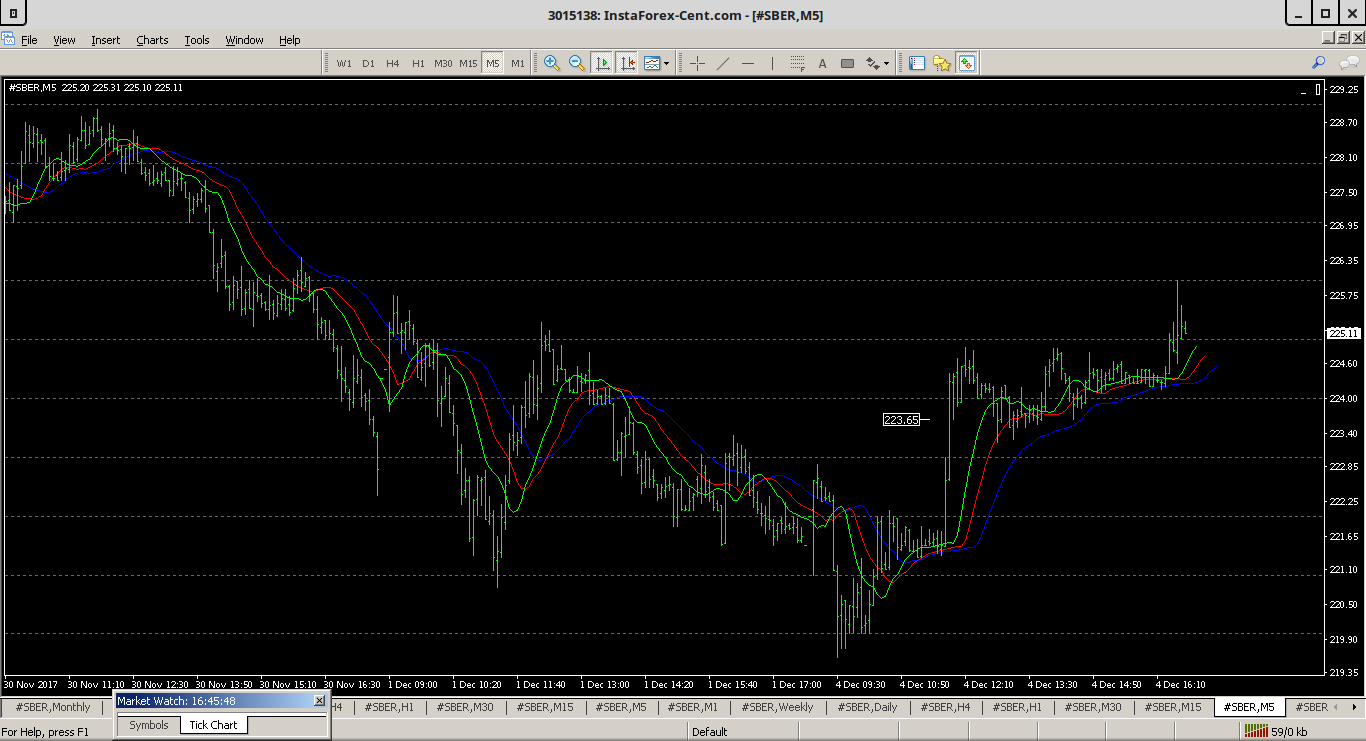 3015138: InstaForex-Cent.com - [#SBER,M5]
File View Insert Charts Tools Window Help
W1 D1 H4 H1 M30 M15 M5 M1
#SBER,M5 225.20 225.31 225.10 225.11
229.25
228.70
228.10
227.50
226.95
226.35
225.75
225.11
224.60
224.00
223.65
223.40
222.85
222.25
221.65
221.10
220.50
219.90
219.35
30 Nov 2017 30 Nov 11:10 30 Nov 12:30 30 Nov 13:50 30 Nov 15:10 30 Nov 16:30 1 Dec 09:00 1 Dec 10:20 1 Dec 11:40 1 Dec 13:00 1 Dec 14:20 1 Dec 15:40 1 Dec 17:00 4 Dec 09:30 4 Dec 10:50 4 Dec 12:10 4 Dec 13:30 4 Dec 14:50 4 Dec 16:10
Market Watch: 16:45:48
#SBER,Monthly H4 #SBER,H1 #SBER,M30 #SBER,M15 #SBER,M5 #SBER,M1 #SBER,Weekly #SBER,Daily #SBER,H4 #SBER,H1 #SBER,M30 #SBER,M15 #SBER,M5 #SBER
Symbols Tick Chart
For Help, press F1 Default 59/0 kb